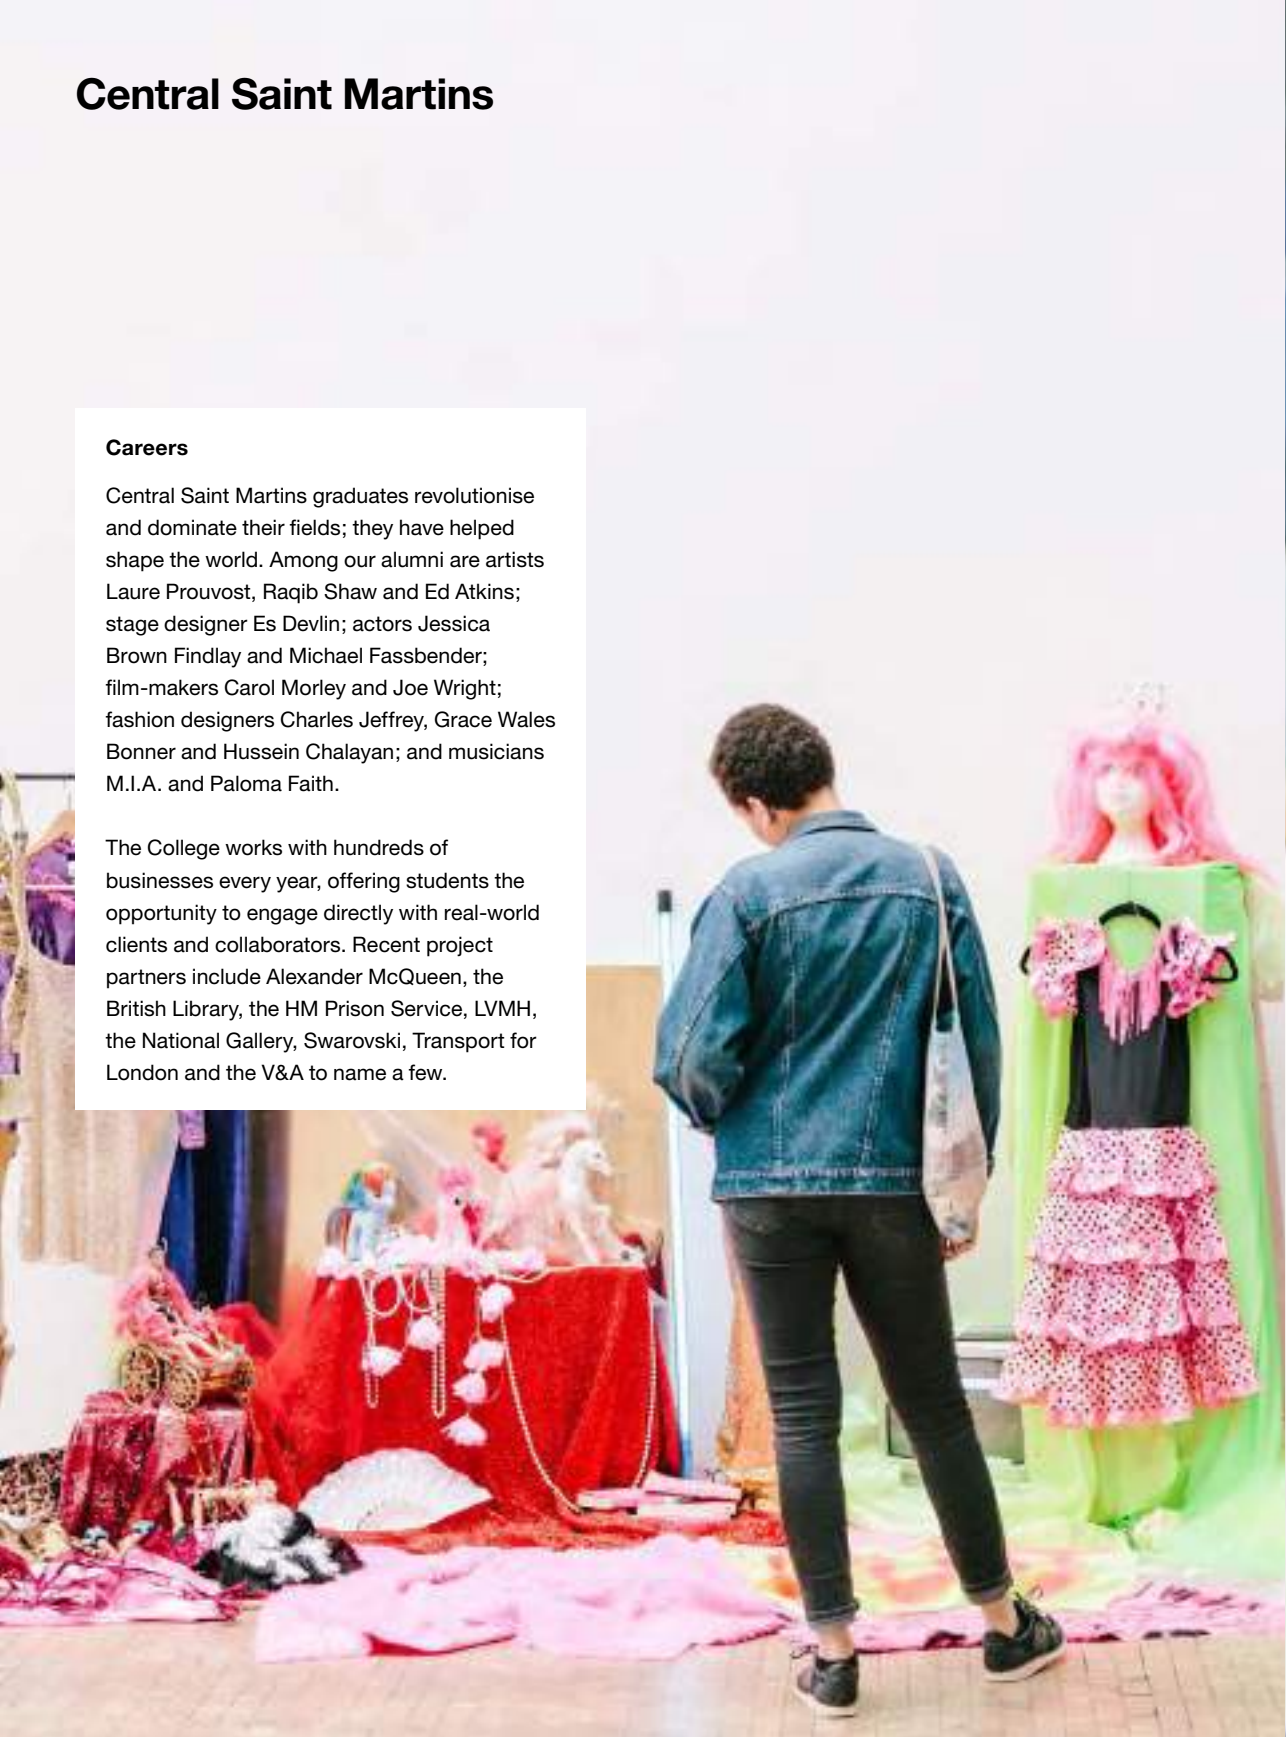 Central Saint Martins
Careers
Central Saint Martins graduates revolutionise
and dominate their fields; they have helped
shape the world. Among our alumni are artists
Laure Prouvost, Raqib Shaw and Ed Atkins;
stage designer Es Devlin; actors Jessica
Brown Findlay and Michael Fassbender;
film-makers Carol Morley and Joe Wright;
fashion designers Charles Jeffrey, Grace Wales
Bonner and Hussein Chalayan; and musicians
M.I.A. and Paloma Faith.
The College works with hundreds of
businesses every year, offering students the
opportunity to engage directly with real-world
clients and collaborators. Recent project
partners include Alexander McQueen, the
British Library, the HM Prison Service, LVMH,
the National Gallery, Swarovski, Transport for
London and the V&A to name a few.